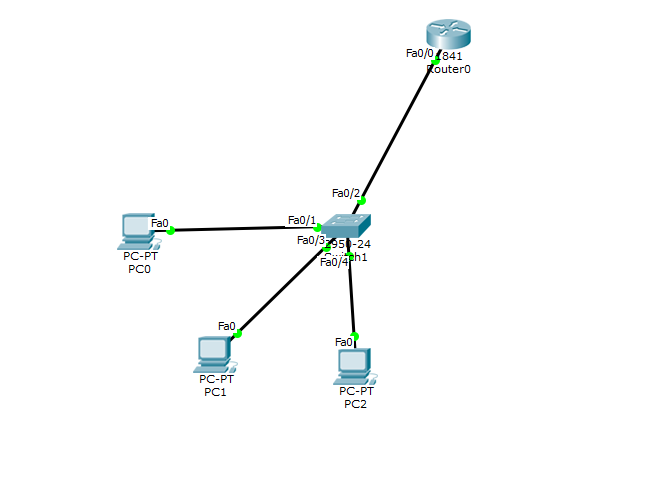 Fa0/0
1841
Router0
Fa0/2
Fa0/1
Fa0/3
2950-24
Switch1
Fa0/4
Fa0
PC-PT
PC0
Fa0
PC-PT
PC1
Fa0
PC-PT
PC2